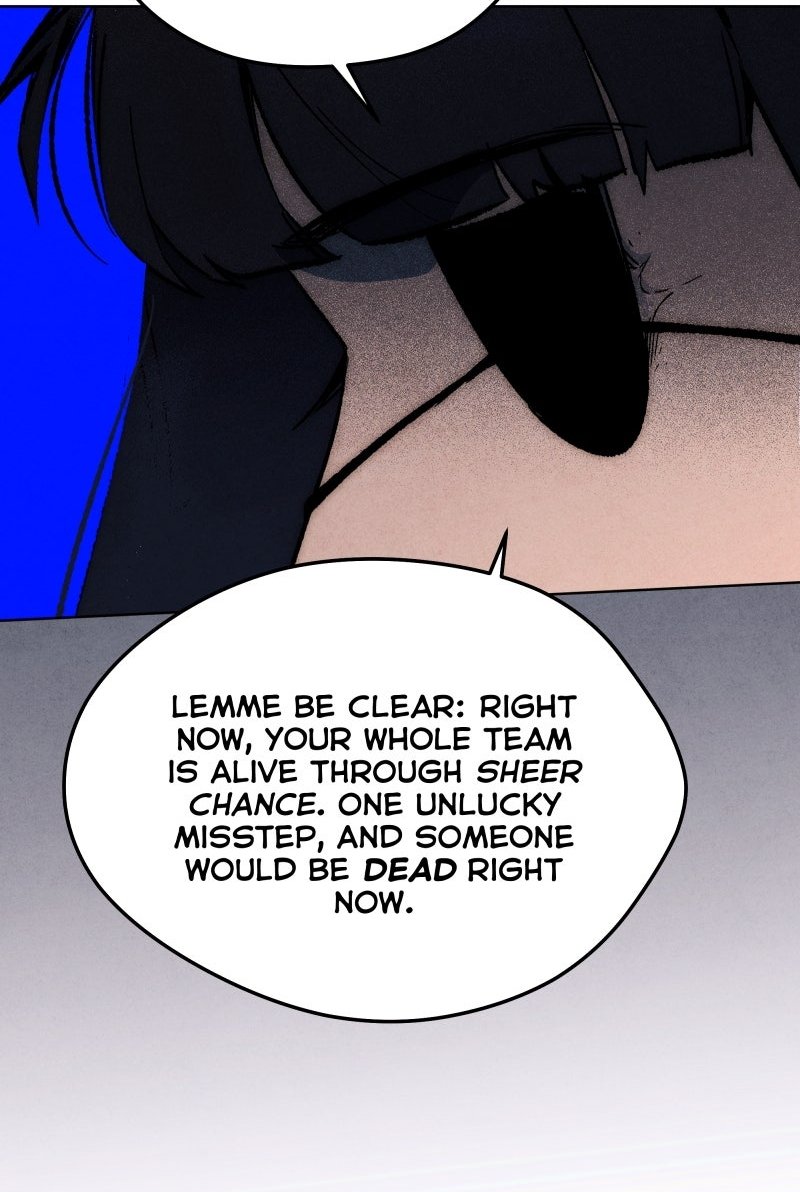 LEMME BE CLEAR: RIGHT
NOW, YOUR WHOLE TEAM
IS ALIVE THROUGH SHEER
CHANCE. ONE UNLUCKY
MISSTEP, AND SOMEONE
WOULD BE DEAD RIGHT
NOW.